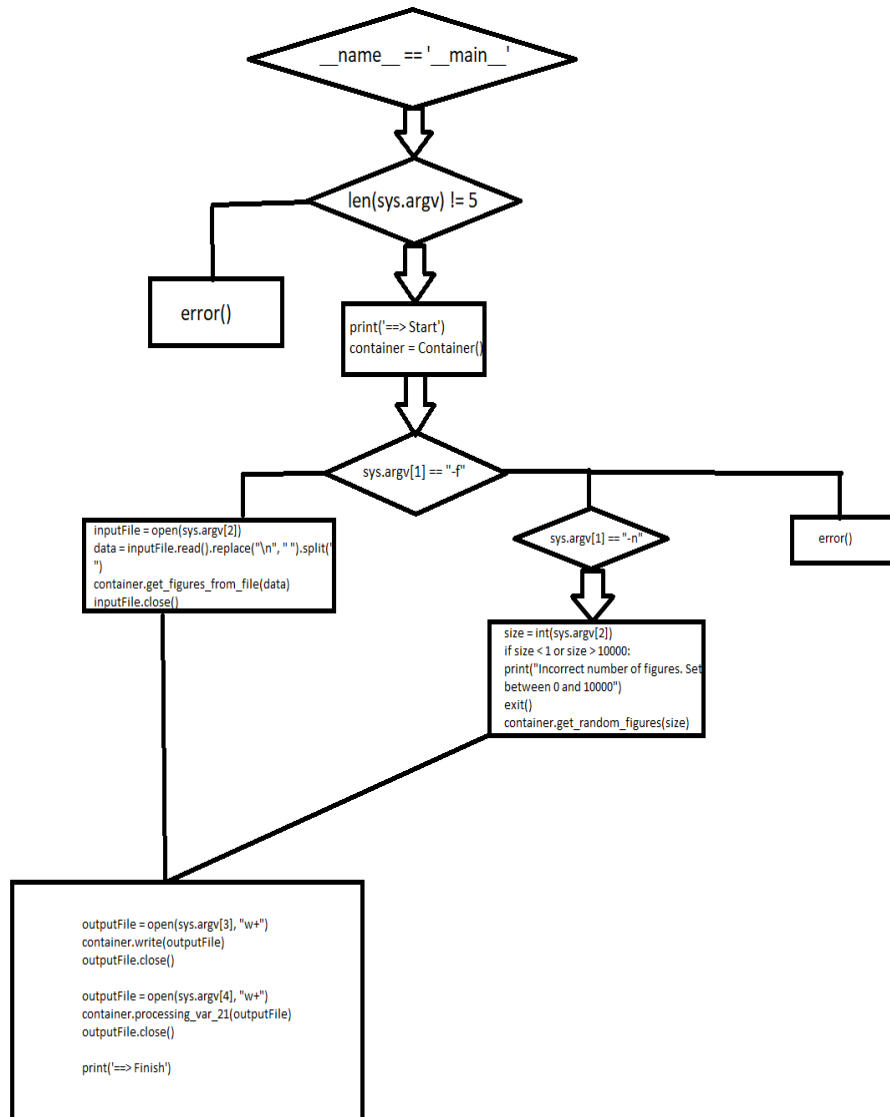 __name__ == '__main__'
len(sys.argv) != 5
error()
print('==> Start')
container = Container()
sys.argv[1] == "-f"
inputFile = open(sys.argv[2])
data = inputFile.read().replace("\n", " ").split("
")
container.get_figures_from_file(data)
inputFile.close()
sys.argv[1] == "-n"
error()
size = int(sys.argv[2])
if size < 1 or size > 10000:
print("Incorrect number of figures. Set
between 0 and 10000")
exit()
container.get_random_figures(size)
outputFile = open(sys.argv[3], "w+")
container.write(outputFile)
outputFile.close()
outputFile = open(sys.argv[4], "w+")
container.processing_var_21(outputFile)
outputFile.close()
print('==> Finish')